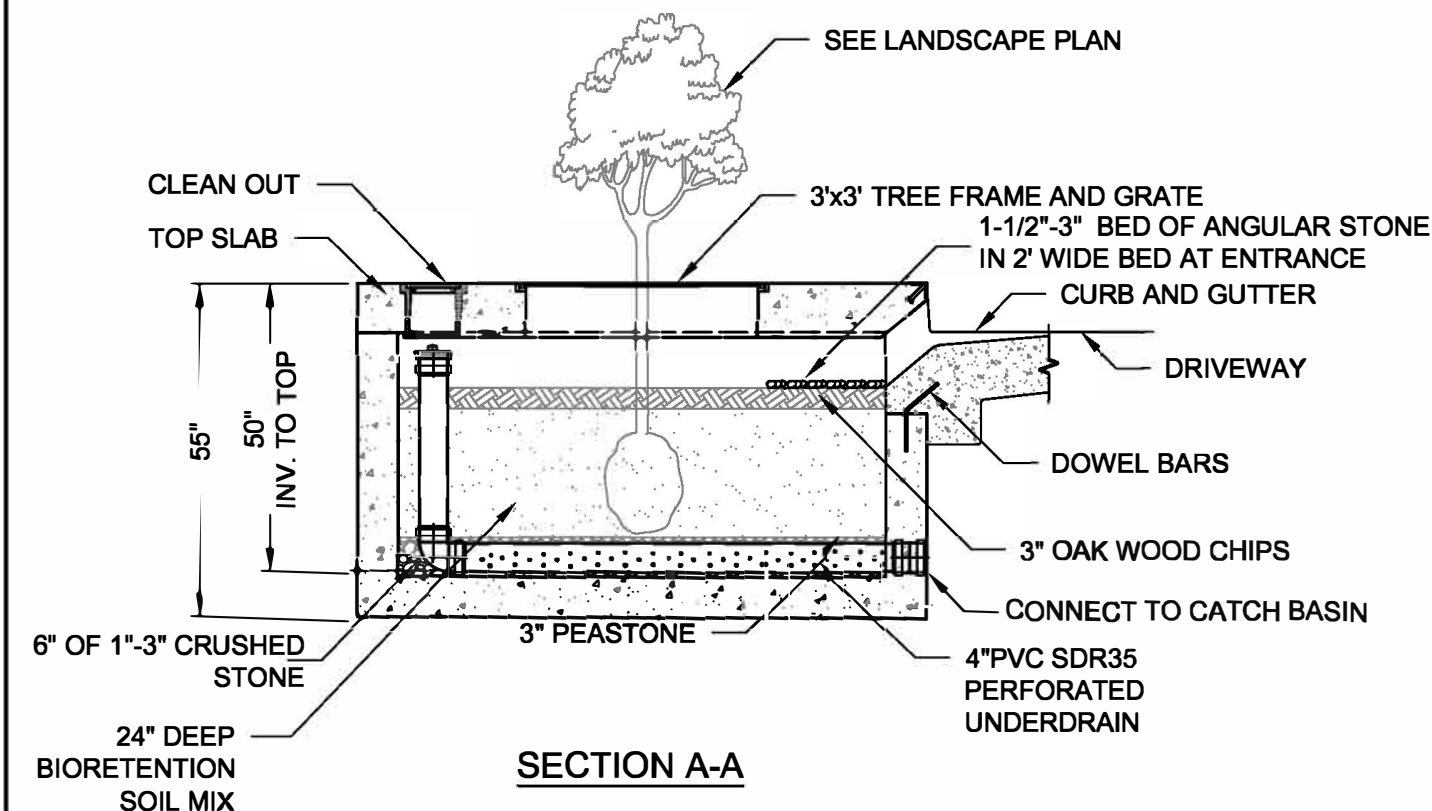 SEE LANDSCAPE PLAN
CLEAN OUT
3'x3' TREE FRAME AND GRATE
TOP SLAB
1-1/2"-3" BED OF ANGULAR STONE
IN 2' WIDE BED AT ENTRANCE
CURB AND GUTTER
DRIVEWAY
55"
50"
INV. TO TOP
DOWEL BARS
3" OAK WOOD CHIPS
CONNECT TO CATCH BASIN
3" PEASTONE
6" OF 1"-3" CRUSHED
STONE
4"PVC SDR35
PERFORATED
UNDERDRAIN
24" DEEP
BIORETENTION
SOIL MIX
SECTION A-A